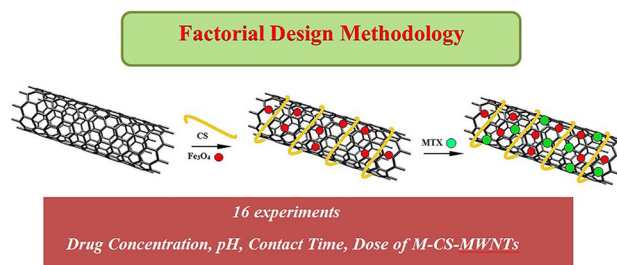 Factorial Design Methodology
CS
Fe₃O₄
MTX
16 experiments
Drug Concentration, pH, Contact Time, Dose of M-CS-MWNTs